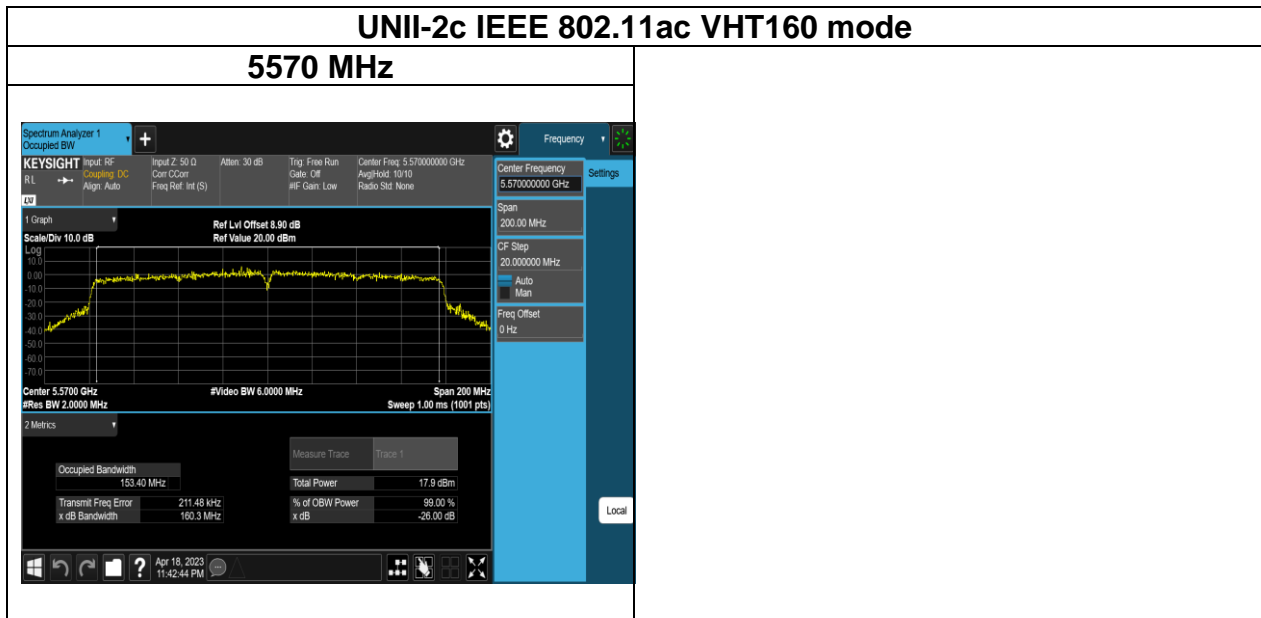 UNII-2c IEEE 802.11ac VHT160 mode
5570 MHz
Spectrum Analyzer 1
Occupied BW
Frequency
KEYSIGHT
RL
LXI
Input: RF
Coupling: DC
Align: Auto
Input Z: 50 Ω
Corr CCorr
Freq Ref: Int (S)
Atten: 30 dB
Trig: Free Run
Gate: Off
#IF Gain: Low
Center Freq: 5.570000000 GHz
Avg|Hold: 10/10
Radio Std: None
Center Frequency
5.570000000 GHz
Settings
Span
200.00 MHz
CF Step
20.000000 MHz
Auto
Man
Freq Offset
0 Hz
1 Graph
Scale/Div 10.0 dB
Ref Lvl Offset 8.90 dB
Ref Value 20.00 dBm
Log
10.0
0.00
-10.0
-20.0
-30.0
-40.0
-50.0
-60.0
-70.0
Center 5.5700 GHz
#Video BW 6.0000 MHz
Span 200 MHz
#Res BW 2.0000 MHz
Sweep 1.00 ms (1001 pts)
2 Metrics
Measure Trace
Trace 1
Occupied Bandwidth
153.40 MHz
Total Power
17.9 dBm
Transmit Freq Error
211.48 kHz
% of OBW Power
99.00 %
x dB Bandwidth
160.3 MHz
x dB
-26.00 dB
Local
?
Apr 18, 2023
11:42:44 PM